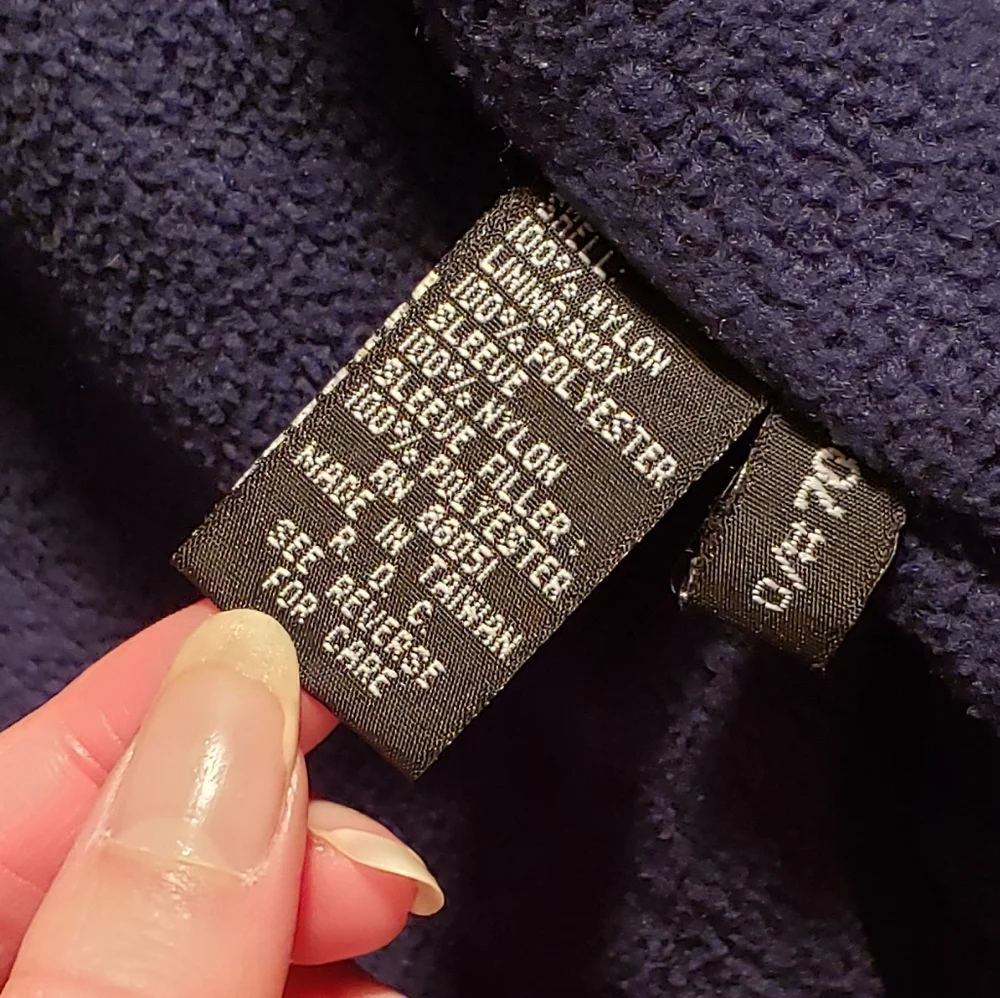 SHELL:
100% NYLON
LINING:BODY
100% POLYESTER
SLEEVE
100% NYLON
SLEEVE FILLER:
100% POLYESTER
RN 86051
MADE IN TAIWAN
R. O. C.
SEE REVERSE
FOR CARE